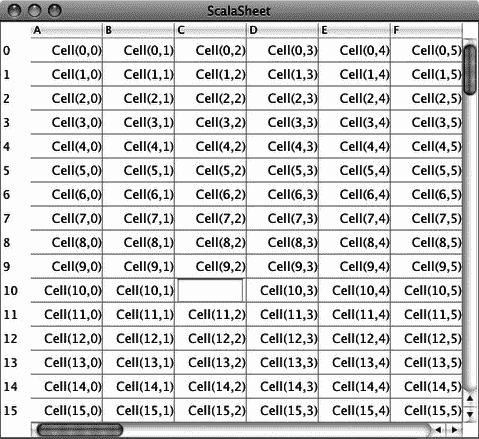 ScalaSheet
A B C D E F
0 Cell(0,0) Cell(0,1) Cell(0,2) Cell(0,3) Cell(0,4) Cell(0,5)
1 Cell(1,0) Cell(1,1) Cell(1,2) Cell(1,3) Cell(1,4) Cell(1,5)
2 Cell(2,0) Cell(2,1) Cell(2,2) Cell(2,3) Cell(2,4) Cell(2,5)
3 Cell(3,0) Cell(3,1) Cell(3,2) Cell(3,3) Cell(3,4) Cell(3,5)
4 Cell(4,0) Cell(4,1) Cell(4,2) Cell(4,3) Cell(4,4) Cell(4,5)
5 Cell(5,0) Cell(5,1) Cell(5,2) Cell(5,3) Cell(5,4) Cell(5,5)
6 Cell(6,0) Cell(6,1) Cell(6,2) Cell(6,3) Cell(6,4) Cell(6,5)
7 Cell(7,0) Cell(7,1) Cell(7,2) Cell(7,3) Cell(7,4) Cell(7,5)
8 Cell(8,0) Cell(8,1) Cell(8,2) Cell(8,3) Cell(8,4) Cell(8,5)
9 Cell(9,0) Cell(9,1) Cell(9,2) Cell(9,3) Cell(9,4) Cell(9,5)
10 Cell(10,0) Cell(10,1) Cell(10,3) Cell(10,4) Cell(10,5)
11 Cell(11,0) Cell(11,1) Cell(11,2) Cell(11,3) Cell(11,4) Cell(11,5)
12 Cell(12,0) Cell(12,1) Cell(12,2) Cell(12,3) Cell(12,4) Cell(12,5)
13 Cell(13,0) Cell(13,1) Cell(13,2) Cell(13,3) Cell(13,4) Cell(13,5)
14 Cell(14,0) Cell(14,1) Cell(14,2) Cell(14,3) Cell(14,4) Cell(14,5)
15 Cell(15,0) Cell(15,1) Cell(15,2) Cell(15,3) Cell(15,4) Cell(15,5)